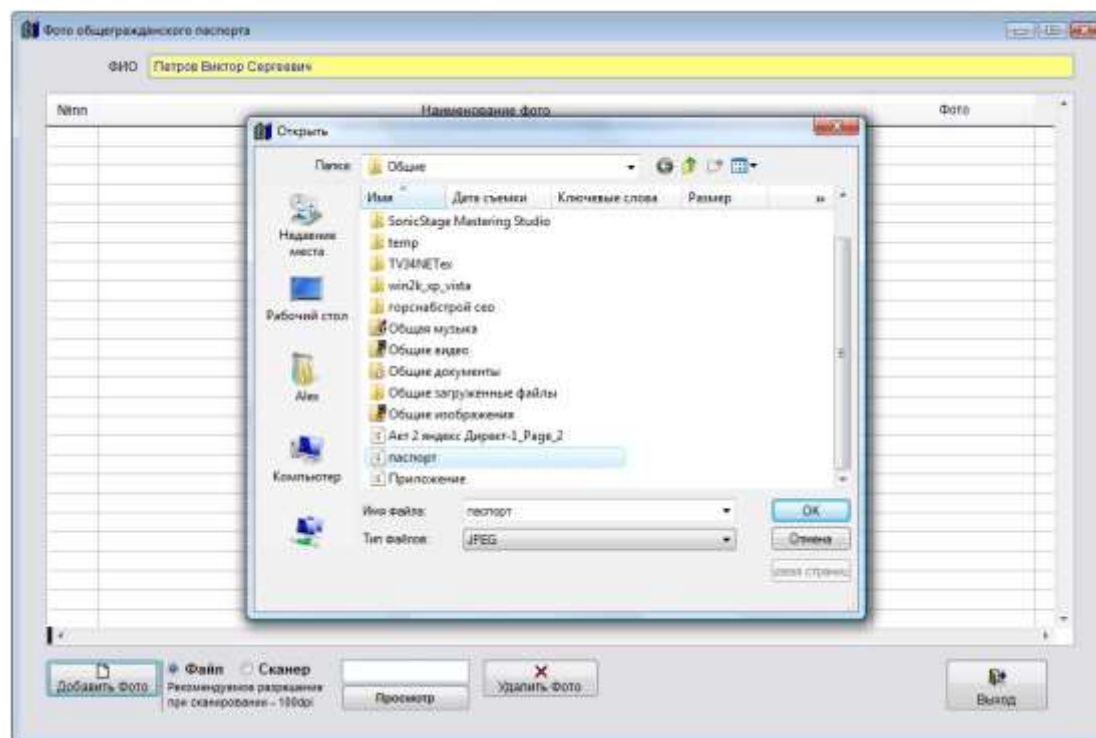 Фото общегражданского паспорта
ФИО Петров Виктор Сергеевич
№пп Наименование фото Фото
Открыть
Папка: Общие
Имя Дата съемки Ключевые слова Размер »
Недавние места
Рабочий стол
Alex
Компьютер
SonicStage Mastering Studio
temp
TV34NETex
win2k_xp_vista
горснабстрой сео
Общая музыка
Общие видео
Общие документы
Общие загруженные файлы
Общие изображения
Акт 2 яндекс Директ-1_Page_2
паспорт
Приложение
Имя файла: паспорт OK
Тип файлов: JPEG Отмена
Добавить Фото
Файл Сканер
Рекомендуемое разрешение
при сканировании - 100dpi
Просмотр
Удалить Фото
Выход